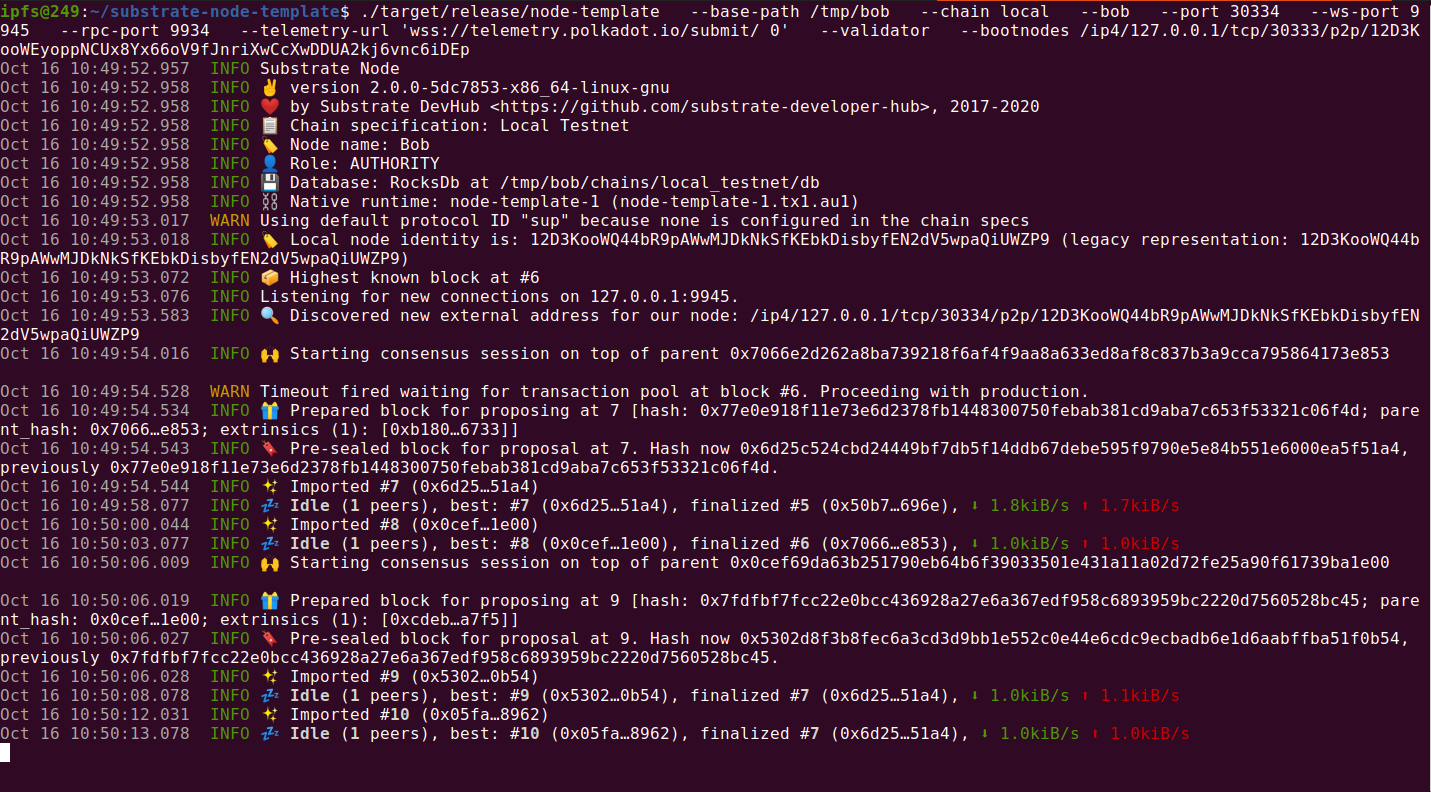 ipfs@249:~/substrate-node-template$ ./target/release/node-template   --base-path /tmp/bob   --chain local   --bob   --port 30334   --ws-port 9
945   --rpc-port 9934   --telemetry-url 'wss://telemetry.polkadot.io/submit/ 0'   --validator   --bootnodes /ip4/127.0.0.1/tcp/30333/p2p/12D3K
ooWEyoppNCUx8Yx66oV9fJnriXwCcXwDDUA2kj6vnc6iDEp
Oct 16 10:49:52.957  INFO Substrate Node
Oct 16 10:49:52.958  INFO ✌️ version 2.0.0-5dc7853-x86_64-linux-gnu
Oct 16 10:49:52.958  INFO ❤️ by Substrate DevHub <https://github.com/substrate-developer-hub>, 2017-2020
Oct 16 10:49:52.958  INFO 📋 Chain specification: Local Testnet
Oct 16 10:49:52.958  INFO 🏷 Node name: Bob
Oct 16 10:49:52.958  INFO 👤 Role: AUTHORITY
Oct 16 10:49:52.958  INFO 💾 Database: RocksDb at /tmp/bob/chains/local_testnet/db
Oct 16 10:49:52.958  INFO ⛓ Native runtime: node-template-1 (node-template-1.tx1.au1)
Oct 16 10:49:53.017  WARN Using default protocol ID "sup" because none is configured in the chain specs
Oct 16 10:49:53.018  INFO 🏷 Local node identity is: 12D3KooWQ44bR9pAWwMJDkNkSfKEbkDisbyfEN2dV5wpaQiUWZP9 (legacy representation: 12D3KooWQ44b
R9pAWwMJDkNkSfKEbkDisbyfEN2dV5wpaQiUWZP9)
Oct 16 10:49:53.072  INFO 📦 Highest known block at #6
Oct 16 10:49:53.076  INFO Listening for new connections on 127.0.0.1:9945.
Oct 16 10:49:53.583  INFO 🔍 Discovered new external address for our node: /ip4/127.0.0.1/tcp/30334/p2p/12D3KooWQ44bR9pAWwMJDkNkSfKEbkDisbyfEN
2dV5wpaQiUWZP9
Oct 16 10:49:54.016  INFO 🙌 Starting consensus session on top of parent 0x7066e2d262a8ba739218f6af4f9aa8a633ed8af8c837b3a9cca795864173e853
Oct 16 10:49:54.528  WARN Timeout fired waiting for transaction pool at block #6. Proceeding with production.
Oct 16 10:49:54.534  INFO 🎁 Prepared block for proposing at 7 [hash: 0x77e0e918f11e73e6d2378fb1448300750febab381cd9aba7c653f53321c06f4d; pare
nt_hash: 0x7066…e853; extrinsics (1): [0xb180…6733]]
Oct 16 10:49:54.543  INFO 🔖 Pre-sealed block for proposal at 7. Hash now 0x6d25c524cbd24449bf7db5f14ddb67debe595f9790e5e84b551e6000ea5f51a4,
previously 0x77e0e918f11e73e6d2378fb1448300750febab381cd9aba7c653f53321c06f4d.
Oct 16 10:49:54.544  INFO ✨ Imported #7 (0x6d25…51a4)
Oct 16 10:49:58.077  INFO 💤 Idle (1 peers), best: #7 (0x6d25…51a4), finalized #5 (0x50b7…696e), ⬇ 1.8kiB/s ⬆ 1.7kiB/s
Oct 16 10:50:00.044  INFO ✨ Imported #8 (0x0cef…1e00)
Oct 16 10:50:03.077  INFO 💤 Idle (1 peers), best: #8 (0x0cef…1e00), finalized #6 (0x7066…e853), ⬇ 1.0kiB/s ⬆ 1.0kiB/s
Oct 16 10:50:06.009  INFO 🙌 Starting consensus session on top of parent 0x0cef69da63b251790eb64b6f39033501e431a11a02d72fe25a90f61739ba1e00
Oct 16 10:50:06.019  INFO 🎁 Prepared block for proposing at 9 [hash: 0x7fdfbf7fcc22e0bcc436928a27e6a367edf958c6893959bc2220d7560528bc45; pare
nt_hash: 0x0cef…1e00; extrinsics (1): [0xcdeb…a7f5]]
Oct 16 10:50:06.027  INFO 🔖 Pre-sealed block for proposal at 9. Hash now 0x5302d8f3b8fec6a3cd3d9bb1e552c0e44e6cdc9ecbadb6e1d6aabffba51f0b54,
previously 0x7fdfbf7fcc22e0bcc436928a27e6a367edf958c6893959bc2220d7560528bc45.
Oct 16 10:50:06.028  INFO ✨ Imported #9 (0x5302…0b54)
Oct 16 10:50:08.078  INFO 💤 Idle (1 peers), best: #9 (0x5302…0b54), finalized #7 (0x6d25…51a4), ⬇ 1.0kiB/s ⬆ 1.1kiB/s
Oct 16 10:50:12.031  INFO ✨ Imported #10 (0x05fa…8962)
Oct 16 10:50:13.078  INFO 💤 Idle (1 peers), best: #10 (0x05fa…8962), finalized #7 (0x6d25…51a4), ⬇ 1.0kiB/s ⬆ 1.0kiB/s